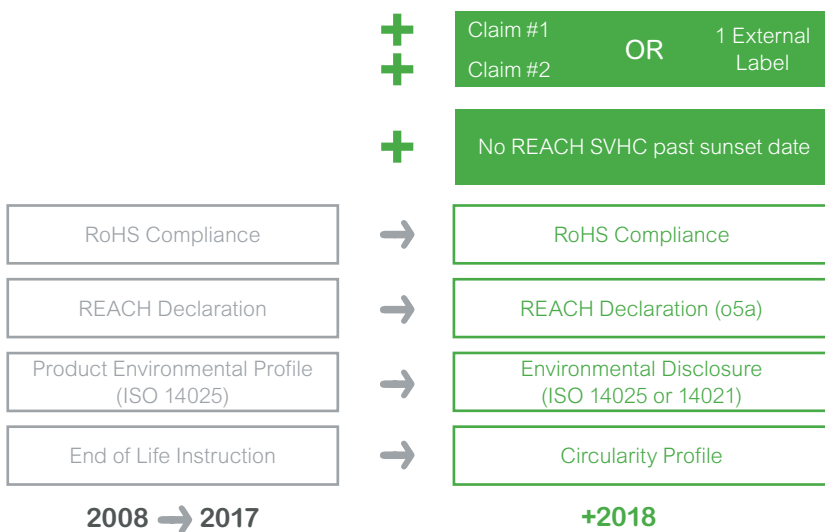 + Claim #1 OR 1 External
+ Claim #2 Label
+ No REACH SVHC past sunset date
RoHS Compliance → RoHS Compliance
REACH Declaration → REACH Declaration (o5a)
Product Environmental Profile
(ISO 14025)
→
Environmental Disclosure
(ISO 14025 or 14021)
End of Life Instruction → Circularity Profile
2008 → 2017
+2018